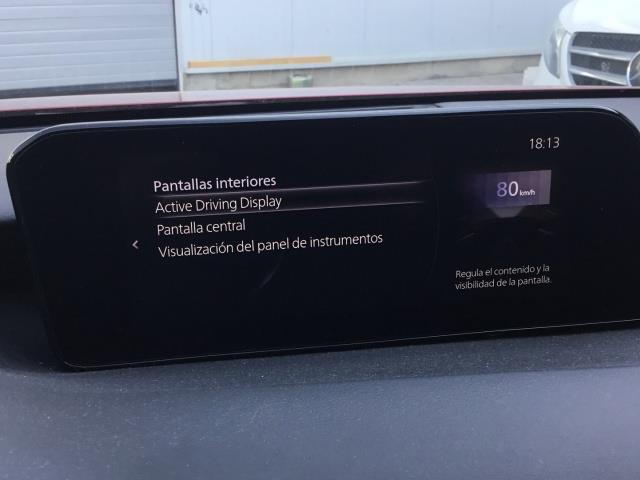 18:13
Pantallas interiores
Active Driving Display
80 km/h
Pantalla central
Visualización del panel de instrumentos
Regula el contenido y la
visibilidad de la pantalla.